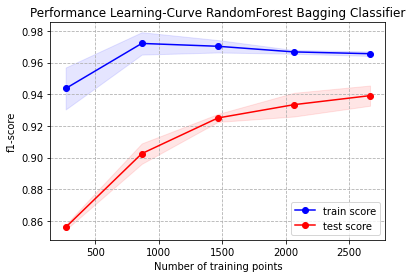 Performance Learning-Curve RandomForest Bagging Classifier
0.98
0.96
0.94
0.92
0.90
0.88
0.86
f1-score
500
1000
1500
2000
2500
Number of training points
train score
test score